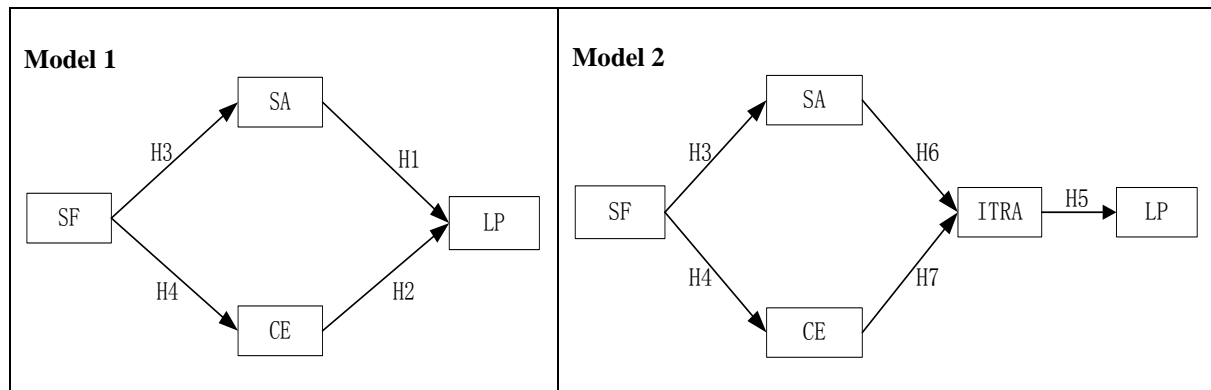 Model 1
SA
H3
H1
SF
LP
H4
H2
CE
Model 2
SA
H3
H6
SF
ITRA
H5
LP
H4
H7
CE